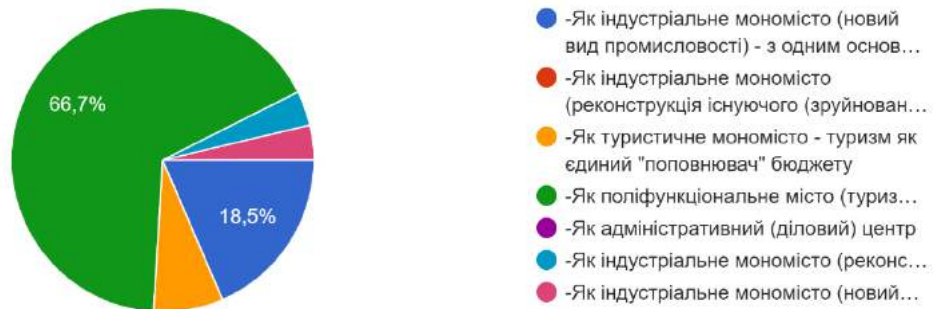 66,7%
18,5%
-Як індустріальне мономісто (новий
вид промисловості) - з одним основ...
-Як індустріальне мономісто
(реконструкція існуючого (зруйнован...
-Як туристичне мономісто - туризм як
єдиний "поповнювач" бюджету
-Як поліфункціональне місто (туриз...
-Як адміністративний (діловий) центр
-Як індустріальне мономісто (реконс...
-Як індустріальне мономісто (новий...